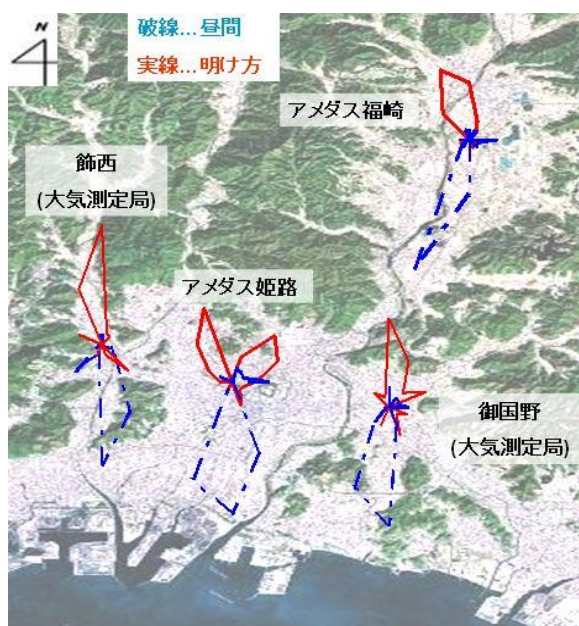 N
破線…昼間
実線…明け方
アメダス福崎
飾西
(大気測定局)
アメダス姫路
御国野
(大気測定局)